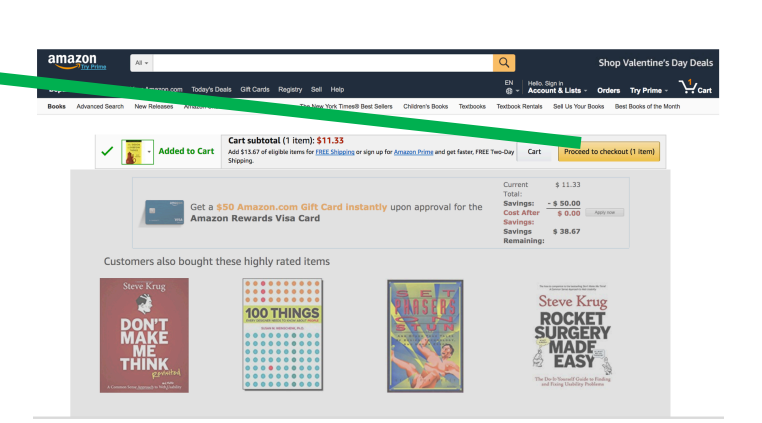 amazon
Try Prime
All
Shop Valentine's Day Deals
Amazon.com Today's Deals Gift Cards Registry Sell Help
EN
Hello. Sign in
Account & Lists Orders Try Prime 1 Cart
Books Advanced Search New Releases The New York Times® Best Sellers Children's Books Textbooks Textbook Rentals Sell Us Your Books Best Books of the Month
Added to Cart
Cart subtotal (1 item): $11.33
Add $13.67 of eligible items for FREE Shipping or sign up for Amazon Prime and get faster, FREE Two-Day
Shipping.
Cart
Proceed to checkout (1 item)
Get a $50 Amazon.com Gift Card instantly upon approval for the
Amazon Rewards Visa Card
VISA
Current Total: $ 11.33
Savings: - $ 50.00
Cost After Savings: $ 0.00
Apply now
Savings Remaining: $ 38.67
Customers also bought these highly rated items
Steve Krug
DON'T
MAKE
ME
THINK
revisited
A Common Sense Approach to Web Usability
100 THINGS
EVERY DESIGNER NEEDS TO KNOW ABOUT PEOPLE
SUSAN M. WEINSCHENK, PH.D.
SET
PHASERS
ON
STUN
Steve Krug
ROCKET
SURGERY
MADE
EASY
The Do-It-Yourself Guide to Finding
and Fixing Usability Problems